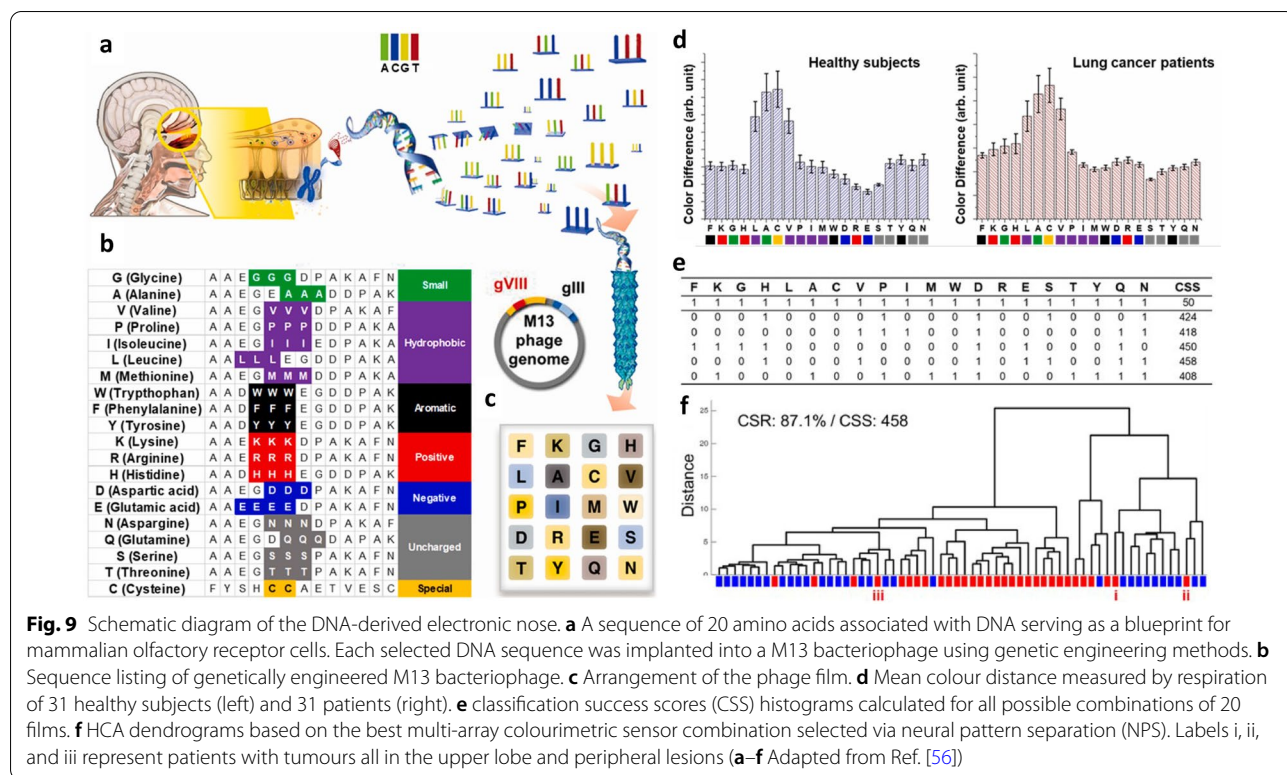 a
A C G T
b
G (Glycine) A A E G G G D P A K A F N Small
A (Alanine) A A E G E A A A D D P A K
V (Valine) A A E G V V V D P A K A F Hydrophobic
P (Proline) A A E G P P P D D P A K A
I (Isoleucine) A A E G I I I E D P A K A
L (Leucine) A A L L L E G D D P A K A
M (Methionine) A A E G M M M D D P A K A
W (Trypthophan) A A D W W W E G D D P A K Aromatic
F (Phenylalanine) A A D F F F E G D D P A K
Y (Tyrosine) A A D Y Y Y E G D D P A K
K (Lysine) A A E K K K D P A K A F N Positive
R (Arginine) A A E R R R D P A K A F N
H (Histidine) A A D H H H E G D D P A K
D (Aspartic acid) A A E G D D D P A K A F N Negative
E (Glutamic acid) A A E E E E D P A K A F N
N (Aspargine) A A E G N N N D P A K A F Uncharged
Q (Glutamine) A A E G D Q Q Q D A P A K
S (Serine) A A E G S S S P A K A F N
T (Threonine) A A E G T T T P A K A F N
C (Cysteine) F Y S H C C A E T V E S C Special
gVIII gIII
M13
phage
genome
c
F K G H
L A C V
P I M W
D R E S
T Y Q N
d
Healthy subjects
Color Difference (arb. unit)
F K G H L A C V P I M W D R E S T Y Q N
Lung cancer patients
Color Difference (arb. unit)
F K G H L A C V P I M W D R E S T Y Q N
e
F K G H L A C V P I M W D R E S T Y Q N CSS
1 1 1 1 1 1 1 1 1 1 1 1 1 1 1 1 1 1 1 1 50
0 0 0 1 0 0 0 1 0 0 0 0 1 0 0 1 0 0 0 1 424
0 0 0 0 0 0 0 1 1 1 0 0 1 0 0 0 0 0 1 1 418
1 1 1 1 0 0 0 1 0 0 0 0 1 0 1 0 0 0 0 1 450
0 0 0 1 0 0 0 1 0 0 0 0 1 0 1 1 0 0 1 1 458
0 1 0 0 0 1 0 1 0 1 1 1 0 0 1 1 1 1 408
f
CSR: 87.1% / CSS: 458
Distance
25
20
15
10
5
0
iii i ii
Fig. 9 Schematic diagram of the DNA-derived electronic nose. a A sequence of 20 amino acids associated with DNA serving as a blueprint for
mammalian olfactory receptor cells. Each selected DNA sequence was implanted into a M13 bacteriophage using genetic engineering methods. b
Sequence listing of genetically engineered M13 bacteriophage. c Arrangement of the phage film. d Mean colour distance measured by respiration
of 31 healthy subjects (left) and 31 patients (right). e classification success scores (CSS) histograms calculated for all possible combinations of 20
films. f HCA dendrograms based on the best multi-array colourimetric sensor combination selected via neural pattern separation (NPS). Labels i, ii,
and iii represent patients with tumours all in the upper lobe and peripheral lesions (a–f Adapted from Ref. [56])